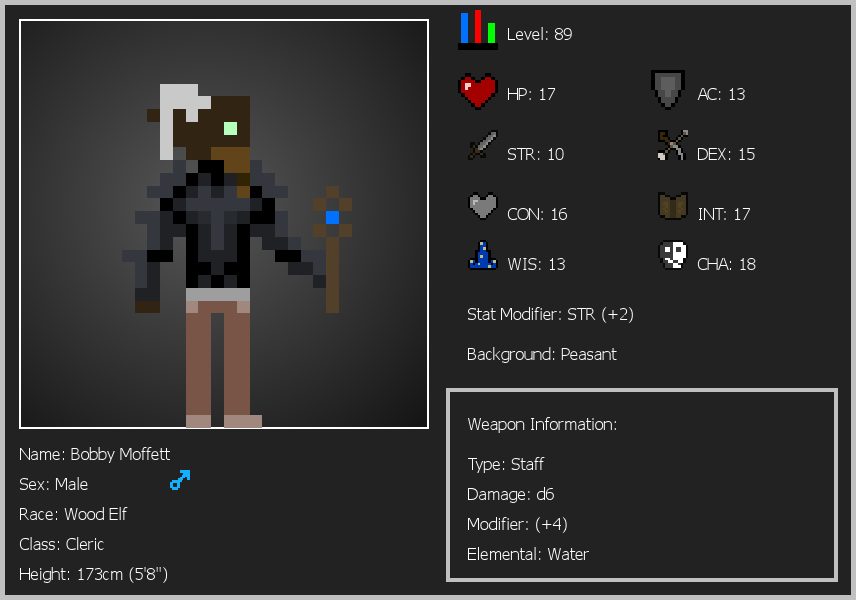 Level: 89
HP: 17
AC: 13
STR: 10
DEX: 15
CON: 16
INT: 17
WIS: 13
CHA: 18
Stat Modifier: STR (+2)
Background: Peasant
Weapon Information:
Type: Staff
Damage: d6
Modifier: (+4)
Elemental: Water
Name: Bobby Moffett
Sex: Male
Race: Wood Elf
Class: Cleric
Height: 173cm (5'8")